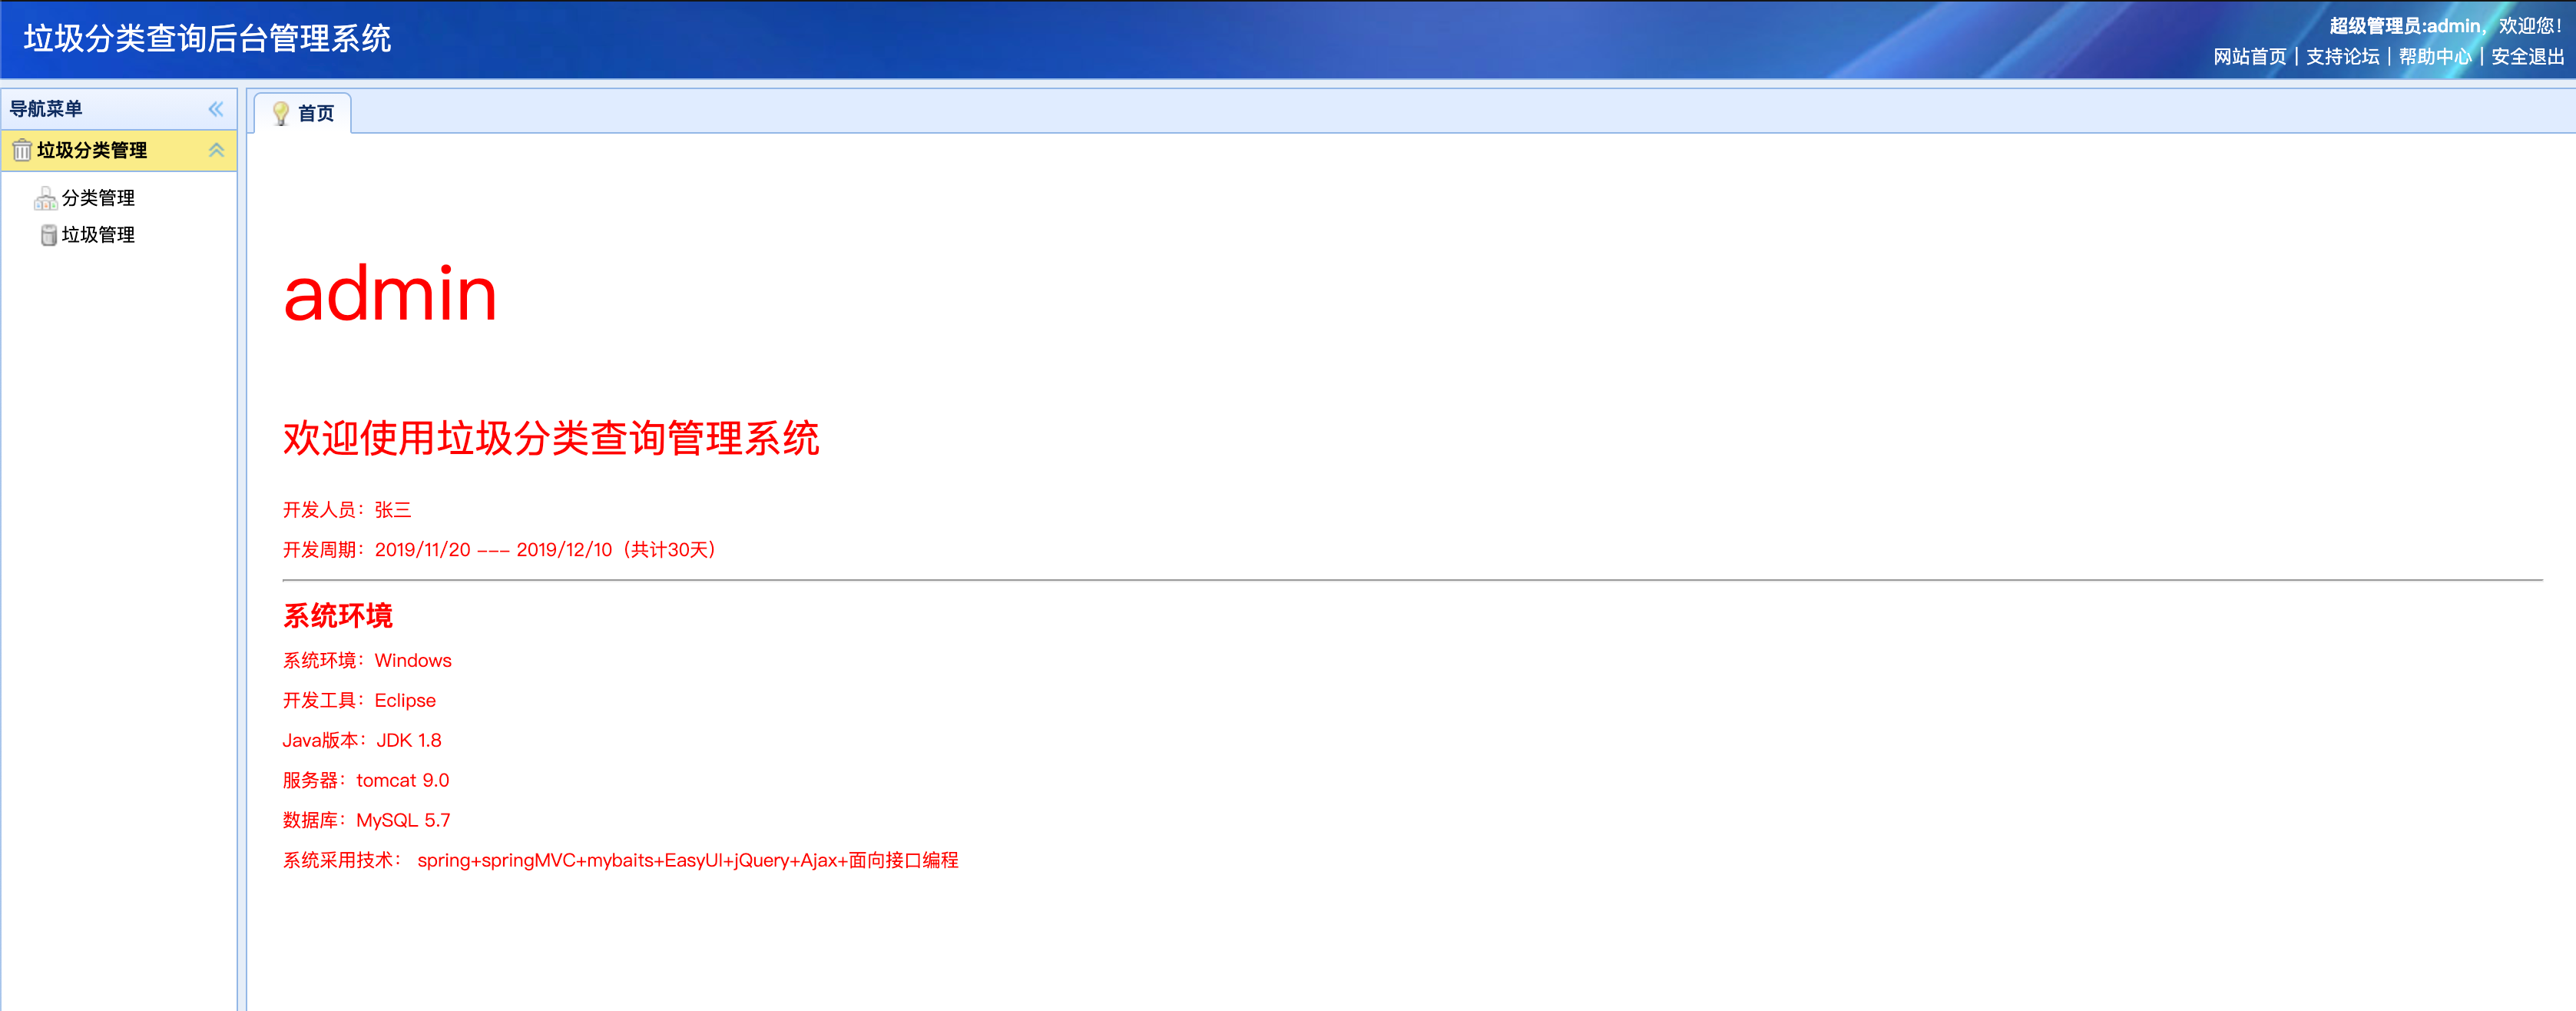 垃圾分类查询后台管理系统
超级管理员:admin，欢迎您！
网站首页 | 支持论坛 | 帮助中心 | 安全退出
导航菜单
垃圾分类管理
分类管理
垃圾管理
首页
admin
欢迎使用垃圾分类查询管理系统
开发人员：张三
开发周期：2019/11/20 --- 2019/12/10（共计30天）
系统环境
系统环境：Windows
开发工具：Eclipse
Java版本：JDK 1.8
服务器：tomcat 9.0
数据库：MySQL 5.7
系统采用技术： spring+springMVC+mybaits+EasyUI+jQuery+Ajax+面向接口编程